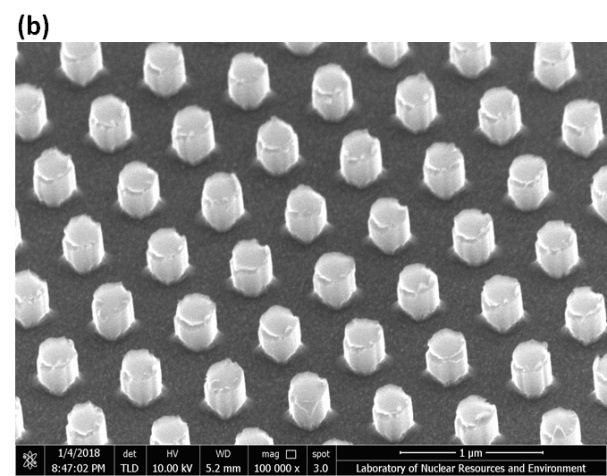 (b)
1/4/2018 det HV WD mag spot 1 µm
8:47:02 PM TLD 10.00 kV 5.2 mm 100 000 x 3.0 Laboratory of Nuclear Resources and Environment